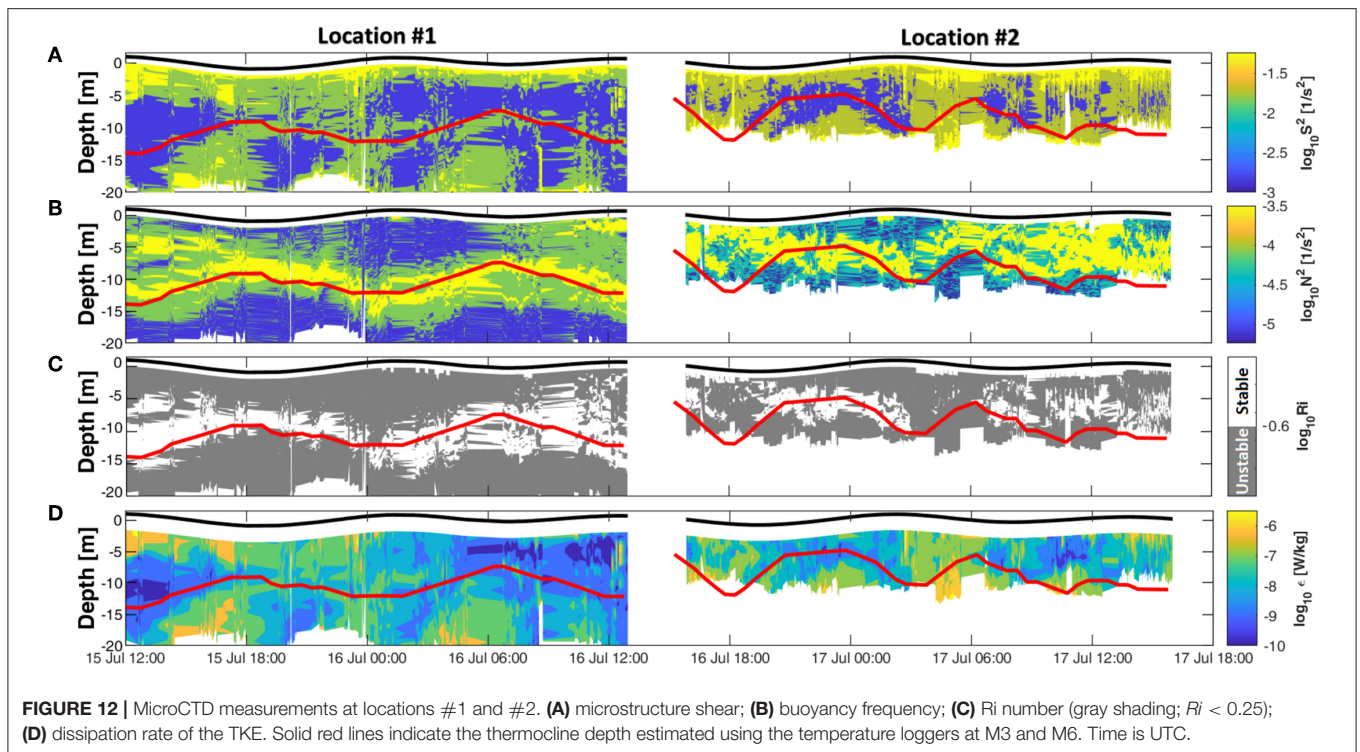 Location #1
Location #2
A
Depth [m]
0
-5
-10
-15
-20
-1.5
-2
-2.5
-3
log10S2 [1/s2]
B
Depth [m]
0
-5
-10
-15
-20
-3.5
-4
-4.5
-5
log10N2 [1/s2]
C
Depth [m]
0
-5
-10
-15
-20
Stable
Unstable
-0.6
log10Ri
D
Depth [m]
0
-5
-10
-15
-20
-6
-7
-8
-9
-10
log10 ϵ [W/kg]
15 Jul 12:00
15 Jul 18:00
16 Jul 00:00
16 Jul 06:00
16 Jul 12:00
16 Jul 18:00
17 Jul 00:00
17 Jul 06:00
17 Jul 12:00
17 Jul 18:00
FIGURE 12 | MicroCTD measurements at locations #1 and #2. (A) microstructure shear; (B) buoyancy frequency; (C) Ri number (gray shading; Ri < 0.25);
(D) dissipation rate of the TKE. Solid red lines indicate the thermocline depth estimated using the temperature loggers at M3 and M6. Time is UTC.